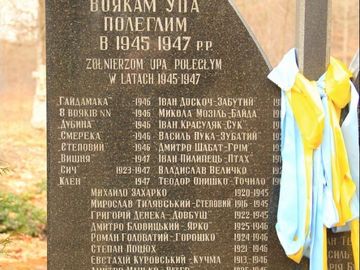 ВОЯКАМ УПА
ПОЛЕГЛИМ
В 1945-1947 Р.Р.
ŻOŁNIERZOM UPA POLEGŁYM
W LATACH 1945-1947
"ГАЙДАМАКА" -1946 ІВАН ДОСКОЧ-ЗАБУТИЙ
8 ВОЯКІВ NN -1946 МИКОЛА МОЗІЛЬ-БАЙДА
"ДУБИНА" -1946 ІВАН КРАСУЛЯК-"СУК"
"СМЕРЕКА" -1946 ВАСИЛЬ ПУКА-ЗУБАТИЙ
"СТЕПОВИЙ" -1946 ДМИТРО ШАБАТ-ГРІМ
"ВИШНЯ" -1947 ІВАН ПИЛИПЕЦЬ-"ПТАХ"
"СИЧ" 1923-1947 ВЛАДИСЛАВ ВЕЛИЧКО
"КЛЕН" -1947 ТЕОДОР ОНИШКО-ТОЧИЛО
МИХАЙЛО ЗАХАРКО 1920-1945
МИРОСЛАВ ТИЛЯВСЬКИЙ-СТЕПОВИЙ 1916-1945
ГРИГОРІЙ ДЕНЕКА-"ДОВБУШ" 1922-1945
ДМИТРО БЛОВИЦЬКИЙ-ЯРКО 1925-1946
РОМАН ГОЛОВАТИЙ-ГОРОШКО 1924-1946
СТЕПАН ПОЦЮХ 1921-1946
ЄВСТАХІЙ КУРОВСЬКИЙ-КУЧМА 1913-1946